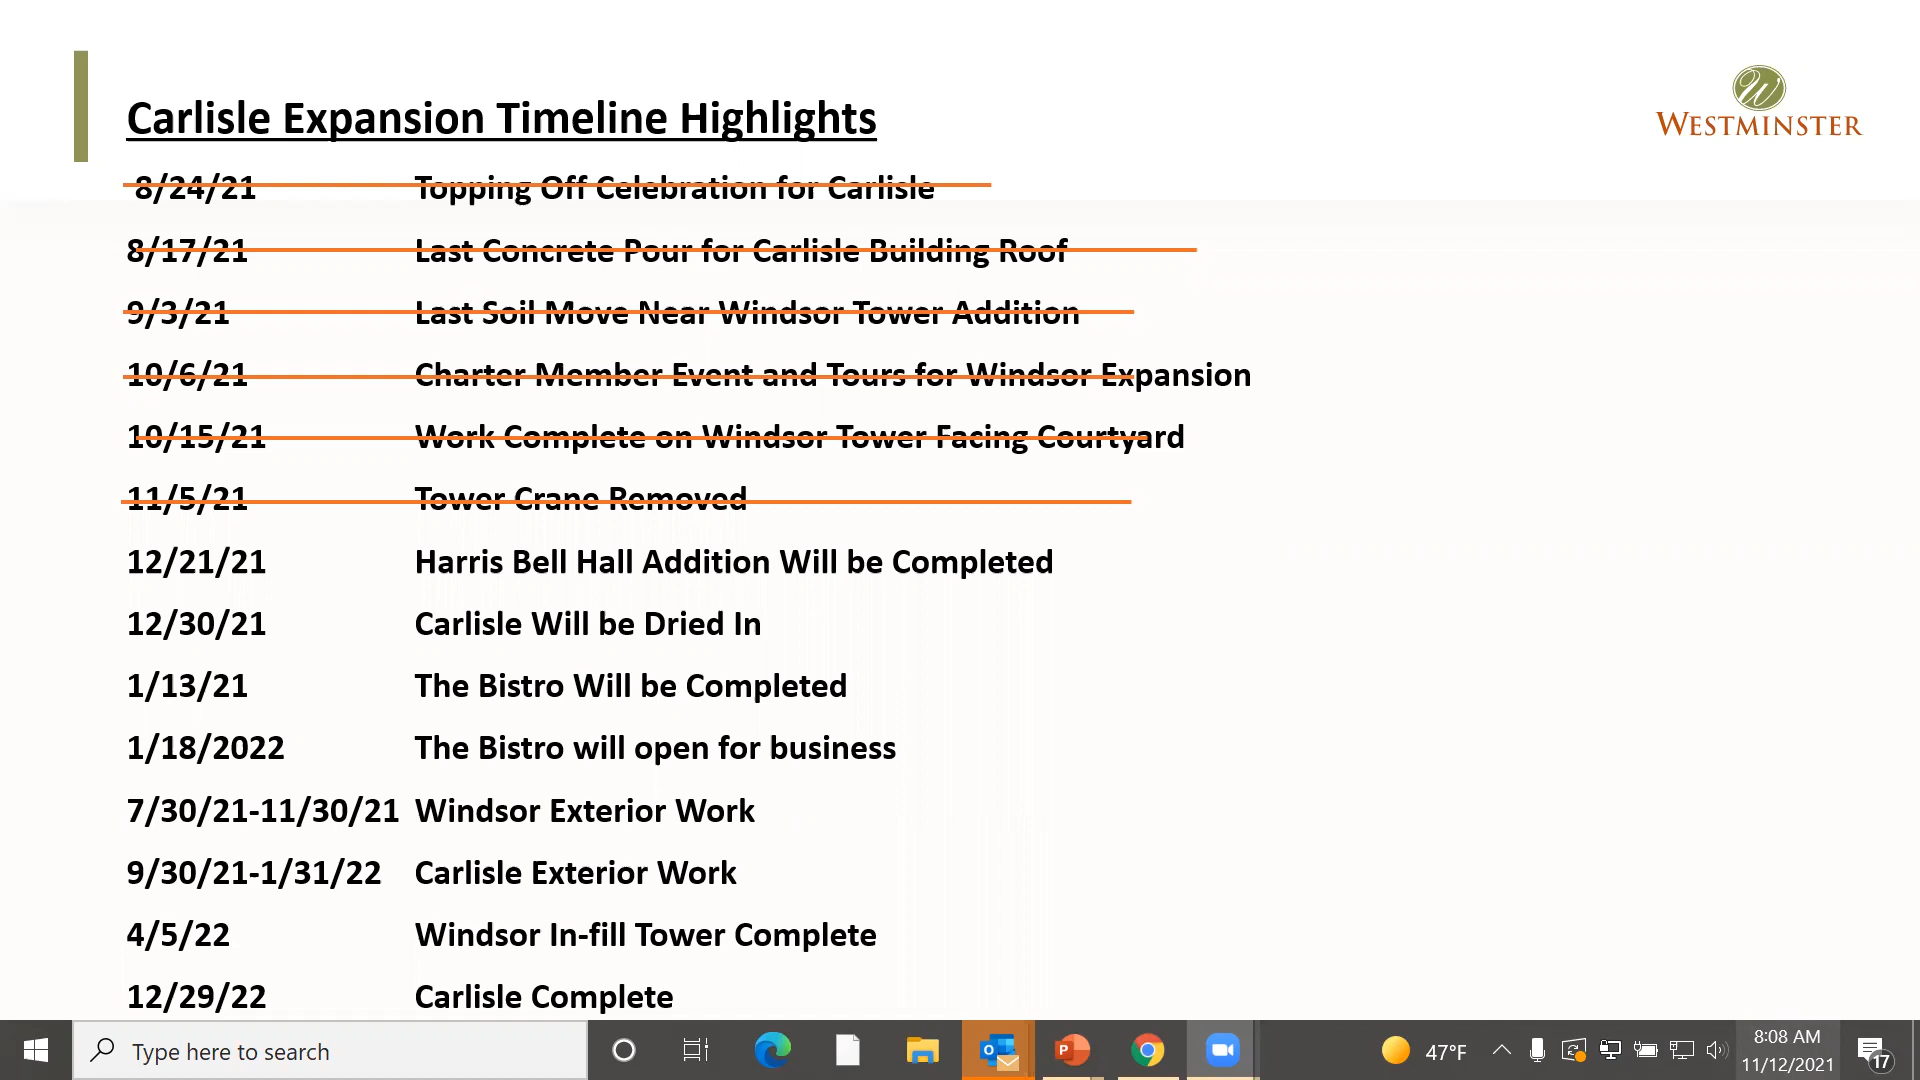 Carlisle Expansion Timeline Highlights
WESTMINSTER
8/24/21 Topping Off Celebration for Carlisle
8/17/21 Last Concrete Pour for Carlisle Building Roof
9/3/21 Last Soil Move Near Windsor Tower Addition
10/6/21 Charter Member Event and Tours for Windsor Expansion
10/15/21 Work Complete on Windsor Tower Facing Courtyard
11/5/21 Tower Crane Removed
12/21/21 Harris Bell Hall Addition Will be Completed
12/30/21 Carlisle Will be Dried In
1/13/21 The Bistro Will be Completed
1/18/2022 The Bistro will open for business
7/30/21-11/30/21 Windsor Exterior Work
9/30/21-1/31/22 Carlisle Exterior Work
4/5/22 Windsor In-fill Tower Complete
12/29/22 Carlisle Complete
Type here to search
47°F
8:08 AM
11/12/2021
17